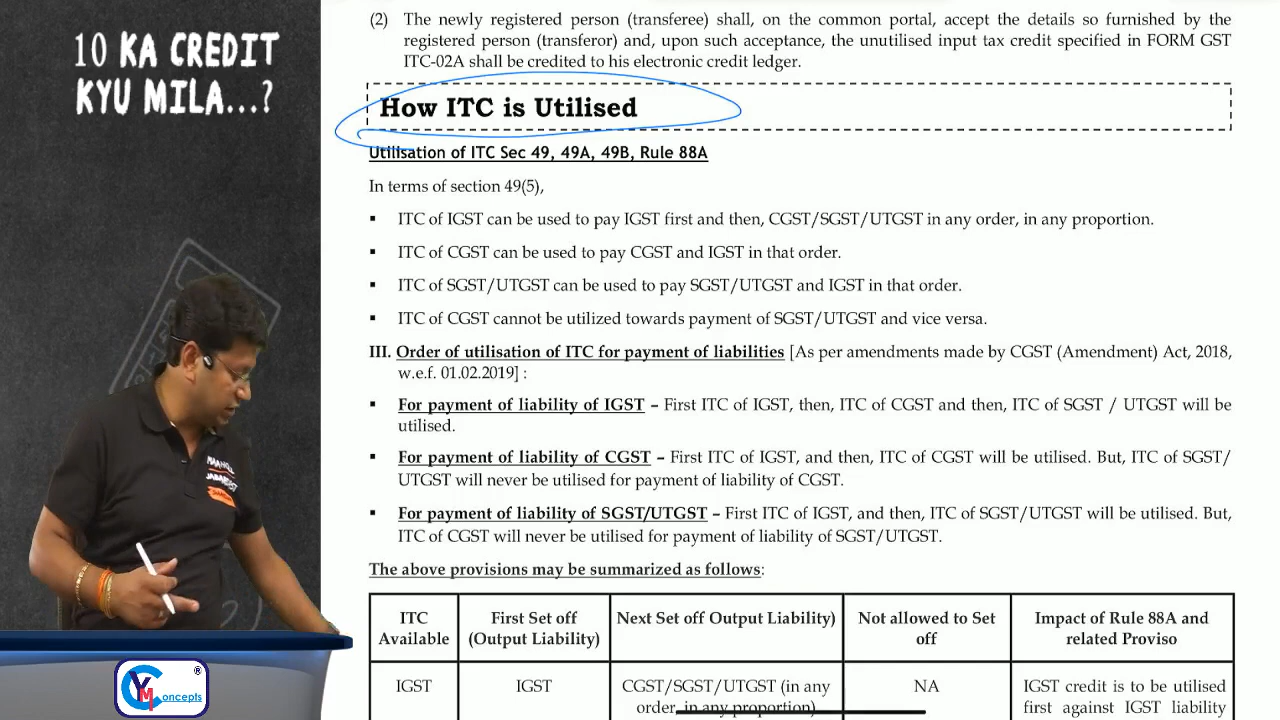 10 KA CREDIT
KYU MILA...?
(2) The newly registered person (transferee) shall, on the common portal, accept the details so furnished by the
registered person (transferor) and, upon such acceptance, the unutilised input tax credit specified in FORM GST
ITC-02A shall be credited to his electronic credit ledger.
How ITC is Utilised
Utilisation of ITC Sec 49, 49A, 49B, Rule 88A
In terms of section 49(5),
▪ ITC of IGST can be used to pay IGST first and then, CGST/SGST/UTGST in any order, in any proportion.
▪ ITC of CGST can be used to pay CGST and IGST in that order.
▪ ITC of SGST/UTGST can be used to pay SGST/UTGST and IGST in that order.
▪ ITC of CGST cannot be utilized towards payment of SGST/UTGST and vice versa.
III. Order of utilisation of ITC for payment of liabilities [As per amendments made by CGST (Amendment) Act, 2018,
w.e.f. 01.02.2019] :
▪ For payment of liability of IGST – First ITC of IGST, then, ITC of CGST and then, ITC of SGST / UTGST will be
utilised.
▪ For payment of liability of CGST – First ITC of IGST, and then, ITC of CGST will be utilised. But, ITC of SGST/
UTGST will never be utilised for payment of liability of CGST.
▪ For payment of liability of SGST/UTGST – First ITC of IGST, and then, ITC of SGST/UTGST will be utilised. But,
ITC of CGST will never be utilised for payment of liability of SGST/UTGST.
The above provisions may be summarized as follows:
ITC
Available
First Set off
(Output Liability)
Next Set off Output Liability)
Not allowed to Set
off
Impact of Rule 88A and
related Proviso
IGST
IGST
CGST/SGST/UTGST (in any
order, in any proportion)
NA
IGST credit is to be utilised
first against IGST liability
CYM
oncepts
®